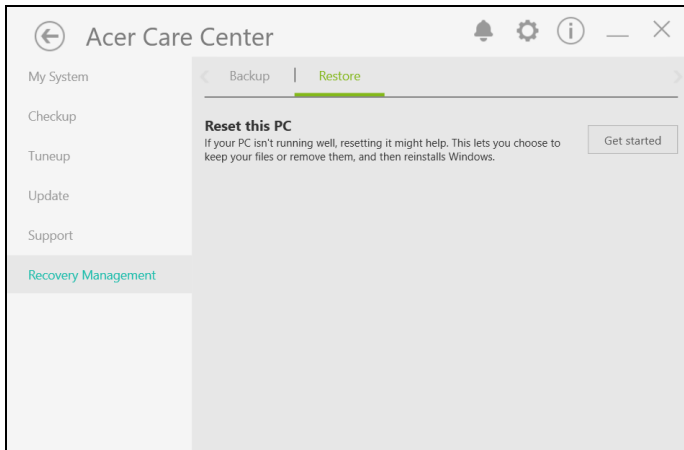 Acer Care Center
My System
Checkup
Tuneup
Update
Support
Recovery Management
Backup | Restore
Reset this PC
If your PC isn't running well, resetting it might help. This lets you choose to
keep your files or remove them, and then reinstalls Windows.
Get started